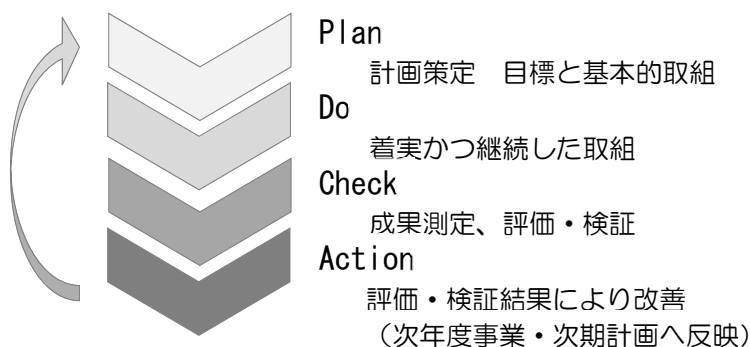 Plan
計画策定　目標と基本的取組
Do
着実かつ継続した取組
Check
成果測定、評価・検証
Action
評価・検証結果により改善
（次年度事業・次期計画へ反映）